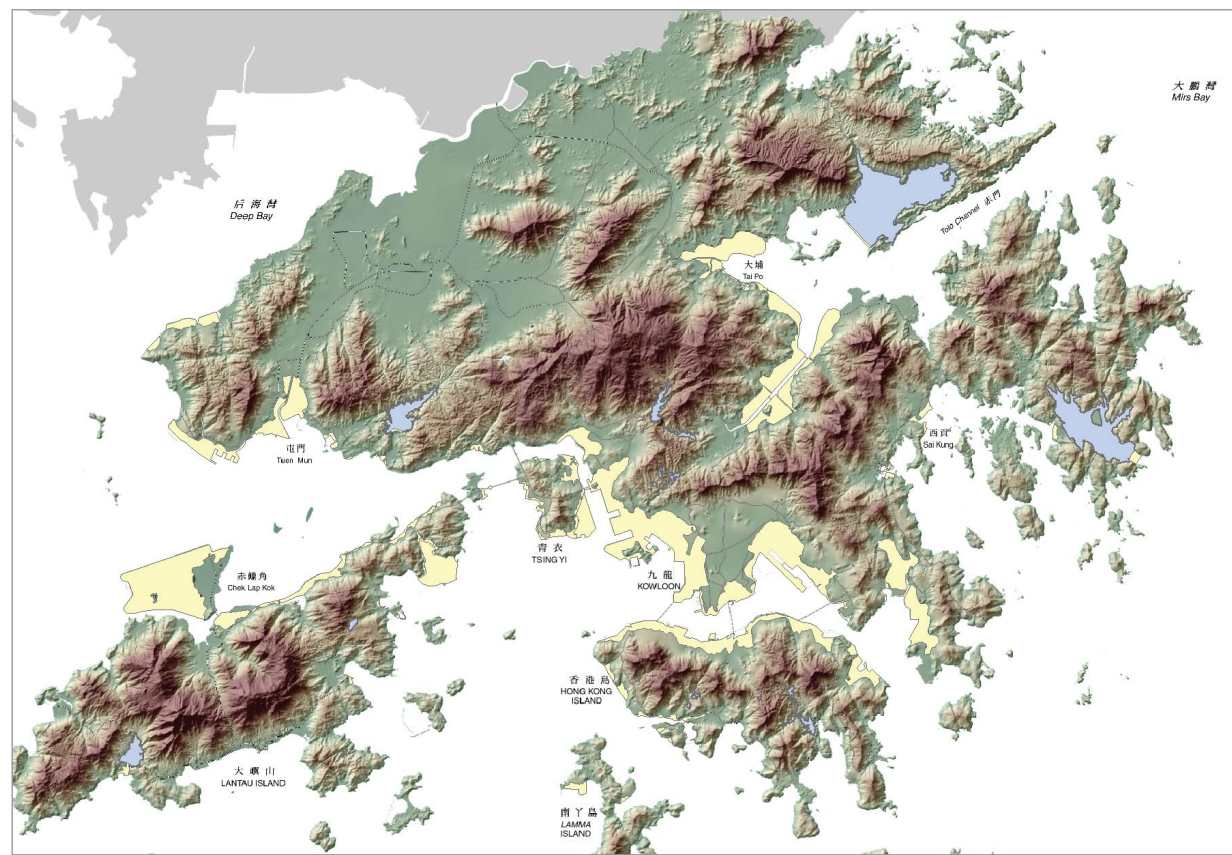 大鵬灣
Mirs Bay
后海灣
Deep Bay
Tolo Channel 赤門
大埔
Tai Po
屯門
Tuen Mun
西貢
Sai Kung
青衣
TSING YI
九龍
KOWLOON
赤鱲角
Chek Lap Kok
香港島
HONG KONG
ISLAND
大嶼山
LANTAU ISLAND
南丫島
LAMMA
ISLAND